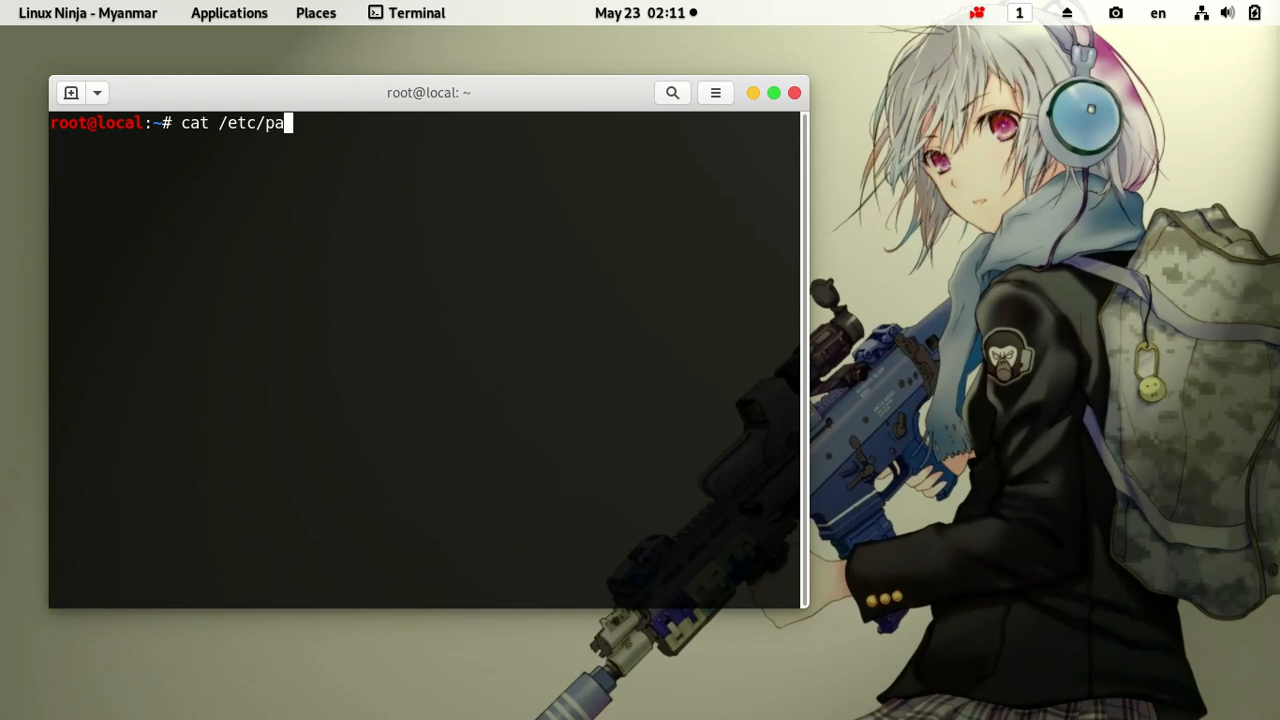 Linux Ninja - Myanmar Applications Places Terminal May 23 02:11 1 en
root@local: ~
root@local:~# cat /etc/pa